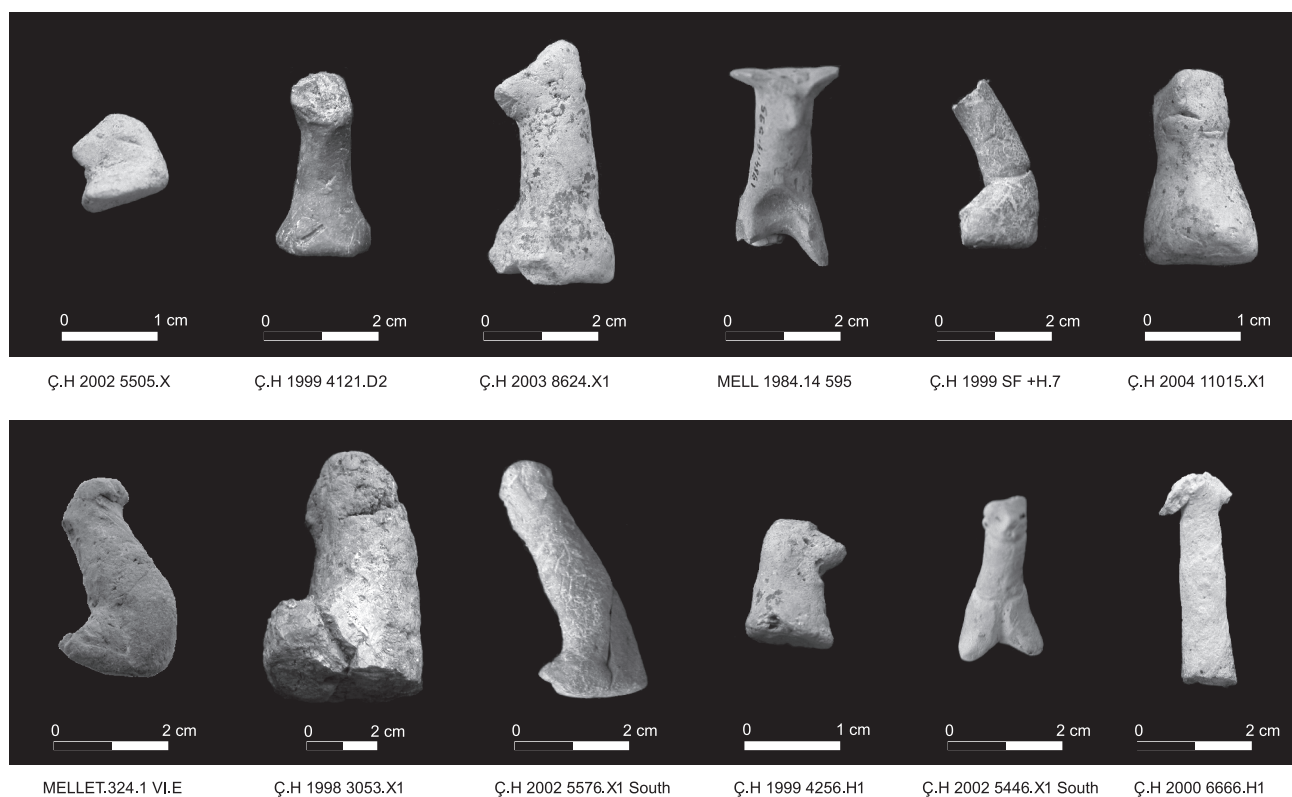 0 1 cm
0 2 cm
0 2 cm
0 2 cm
0 2 cm
0 1 cm
1984.14.595
Ç.H 2002 5505.X
Ç.H 1999 4121.D2
Ç.H 2003 8624.X1
MELL 1984.14 595
Ç.H 1999 SF +H.7
Ç.H 2004 11015.X1
0 2 cm
0 2 cm
0 2 cm
0 1 cm
0 2 cm
0 2 cm
MELLET.324.1 VI.E
Ç.H 1998 3053.X1
Ç.H 2002 5576.X1 South
Ç.H 1999 4256.H1
Ç.H 2002 5446.X1 South
Ç.H 2000 6666.H1